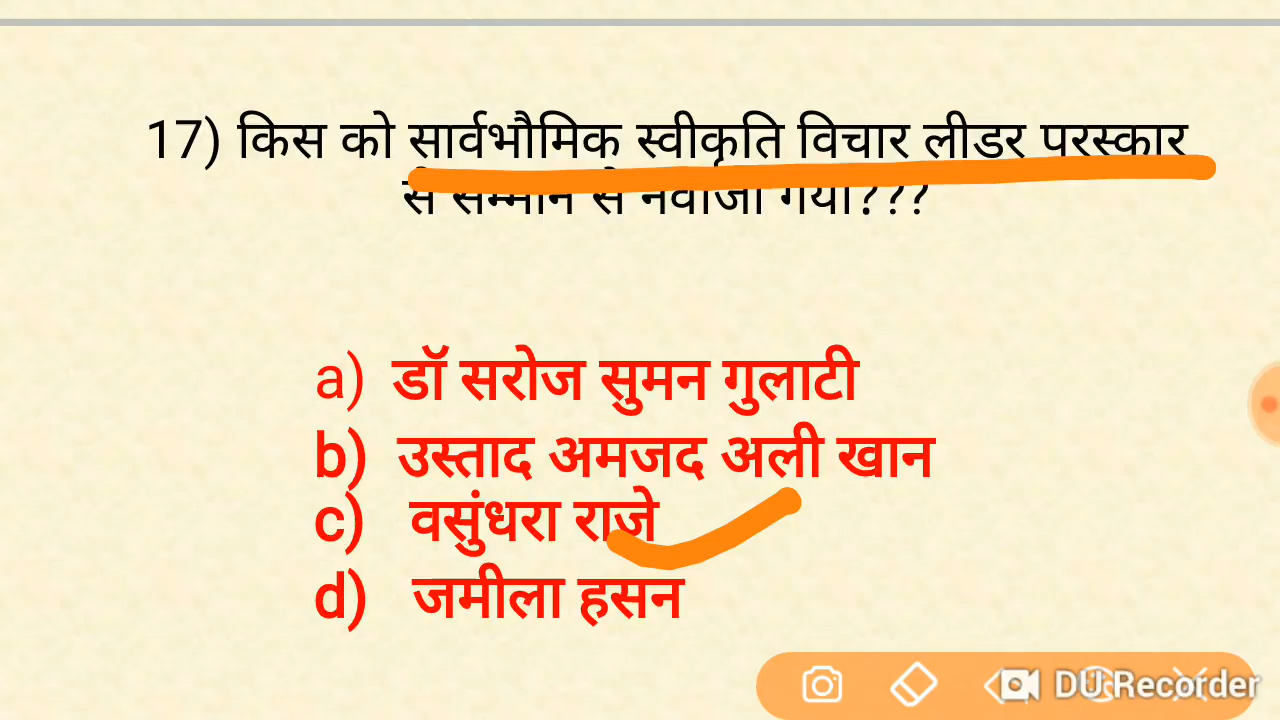 17) किस को सार्वभौमिक स्वीकृति विचार लीडर परस्कार
से सम्मान से नवाजा गया???
a) डॉ सरोज सुमन गुलाटी
b) उस्ताद अमजद अली खान
c) वसुंधरा राजे
d) जमीला हसन
DU Recorder